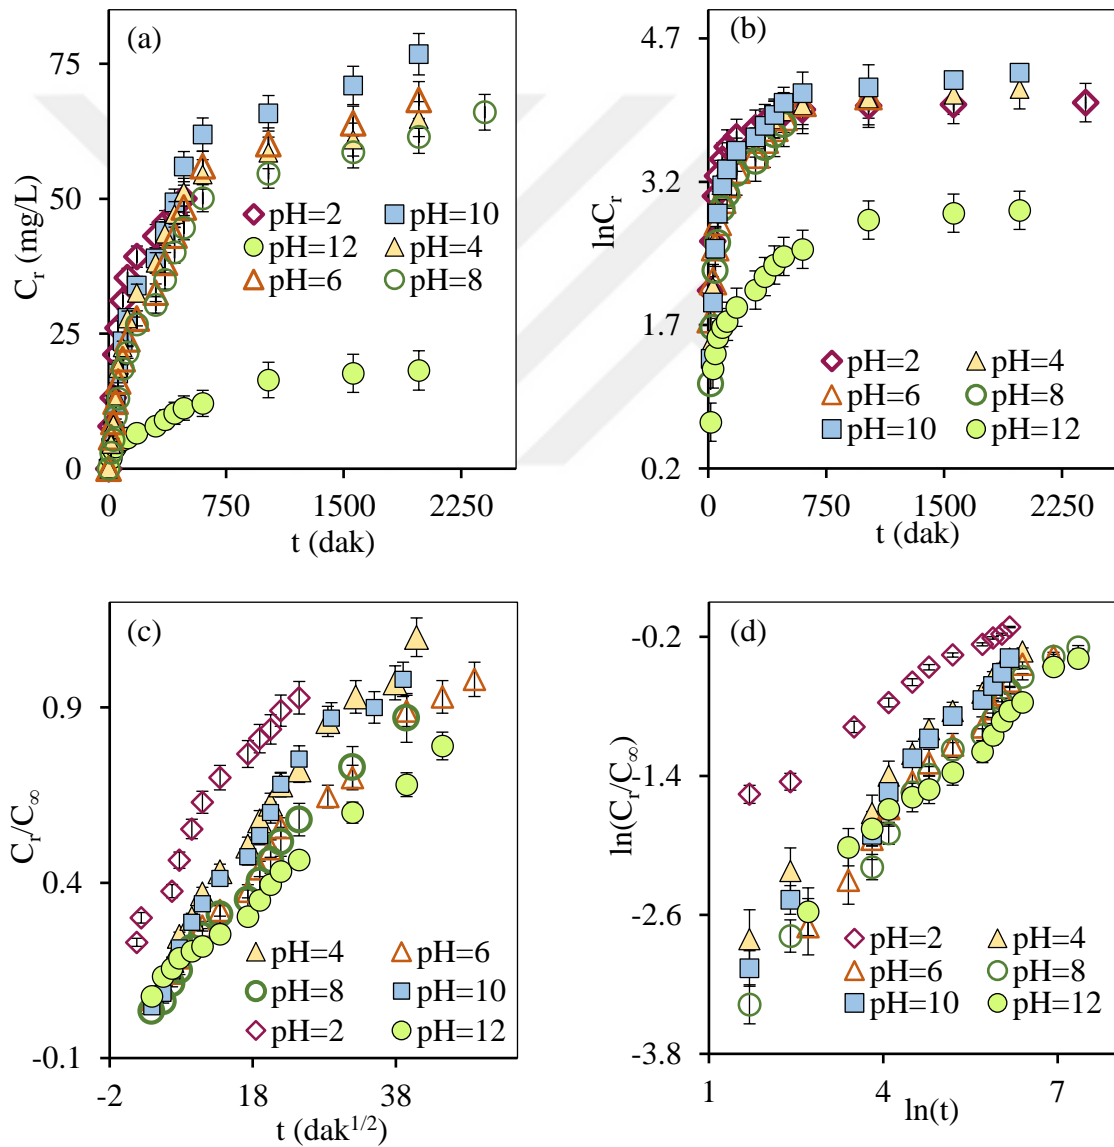 (a)
75
50
25
0
C_r (mg/L)
pH=2
pH=10
pH=12
pH=4
pH=6
pH=8
0
750
1500
2250
t (dak)
(b)
4.7
3.2
1.7
0.2
lnC_r
pH=2
pH=4
pH=6
pH=8
pH=10
pH=12
0
750
1500
2250
t (dak)
(c)
0.9
0.4
-0.1
C_r/C_∞
pH=4
pH=6
pH=8
pH=10
pH=2
pH=12
-2
18
38
t (dak^{1/2})
(d)
-0.2
-1.4
-2.6
-3.8
ln(C_r/C_∞)
pH=2
pH=4
pH=6
pH=8
pH=10
pH=12
1
4
7
ln(t)